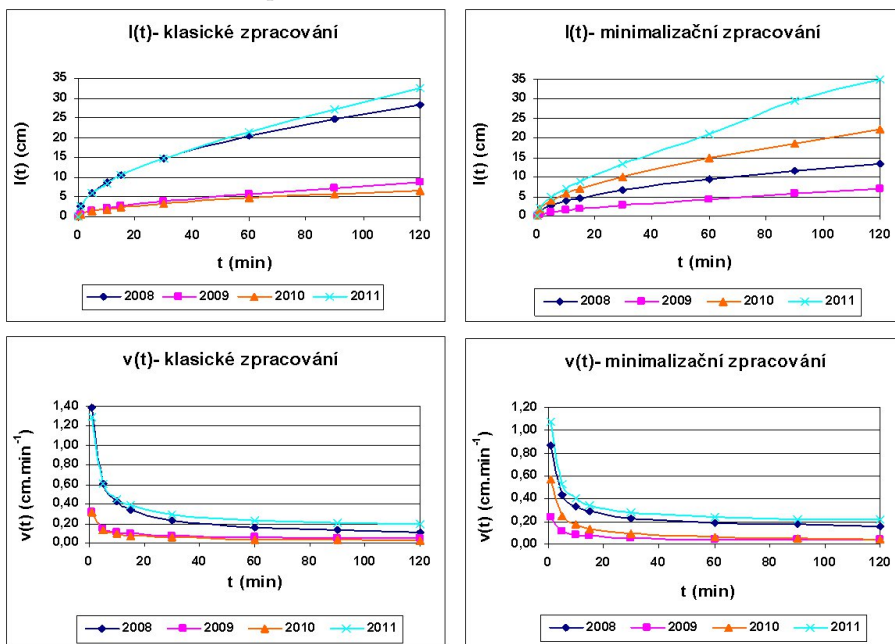 I(t)- klasické zpracování
I(t) (cm)
35
30
25
20
15
10
5
0
0 20 40 60 80 100 120
t (min)
2008 2009 2010 2011
I(t)- minimalizační zpracování
I(t) (cm)
35
30
25
20
15
10
5
0
0 20 40 60 80 100 120
t (min)
2008 2009 2010 2011
v(t)- klasické zpracování
v(t) (cm.min⁻¹)
1,40
1,20
1,00
0,80
0,60
0,40
0,20
0,00
0 20 40 60 80 100 120
t (min)
2008 2009 2010 2011
v(t)- minimalizační zpracování
v(t) (cm.min⁻¹)
1,20
1,00
0,80
0,60
0,40
0,20
0,00
0 20 40 60 80 100 120
t (min)
2008 2009 2010 2011